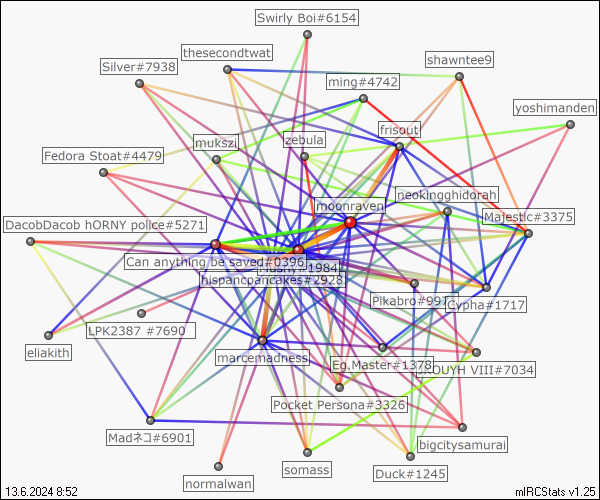 Swirly Boi#6154
thesecondtwat
shawntee9
Silver#7938
ming#4742
yoshimanden
frisout
mukszi
zebula
Fedora Stoat#4479
neokingghidorah
moonraven
Majestic#3375
DacobDacob hORNY police#5271
Can anything be saved#0396
#1984
hispancpancakes#2928
Pikabro#997
Cypha#1717
LPK2387 #7690
eliakith
marcemadness
Eg.Master#1378
OUYH VIII#7034
Pocket Persona#3326
Madネコ#6901
bigcitysamurai
somass
Duck#1245
normalwan
13.6.2024 8:52
mIRCStats v1.25